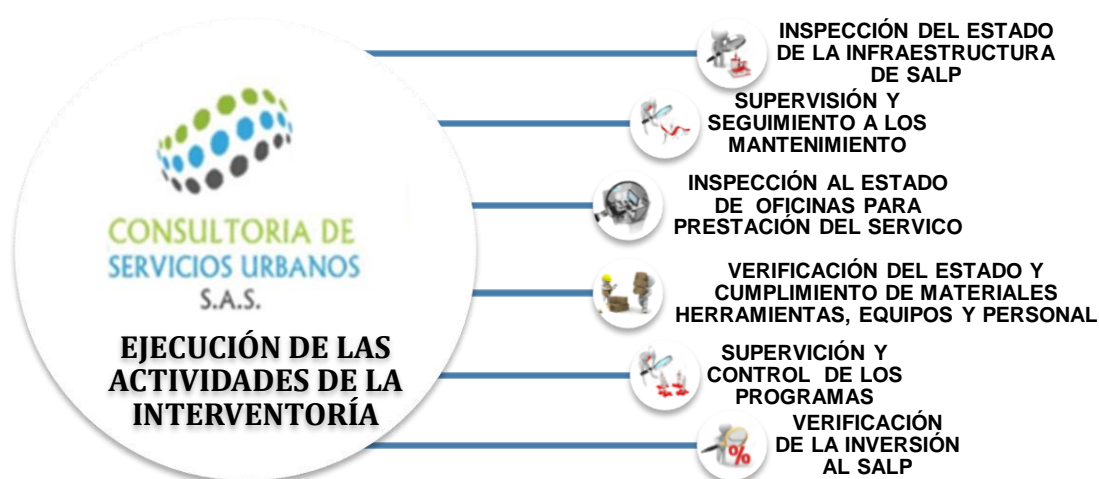 CONSULTORIA DE
SERVICIOS URBANOS
S.A.S.
EJECUCIÓN DE LAS
ACTIVIDADES DE LA
INTERVENTORÍA
INSPECCIÓN DEL ESTADO
DE LA INFRAESTRUCTURA
DE SALP
SUPERVISIÓN Y
SEGUIMIENTO A LOS
MANTENIMIENTO
INSPECCIÓN AL ESTADO
DE OFICINAS PARA
PRESTACIÓN DEL SERVICO
VERIFICACIÓN DEL ESTADO Y
CUMPLIMIENTO DE MATERIALES
HERRAMIENTAS, EQUIPOS Y PERSONAL
SUPERVICIÓN Y
CONTROL DE LOS
PROGRAMAS
%
VERIFICACIÓN
DE LA INVERSIÓN
AL SALP